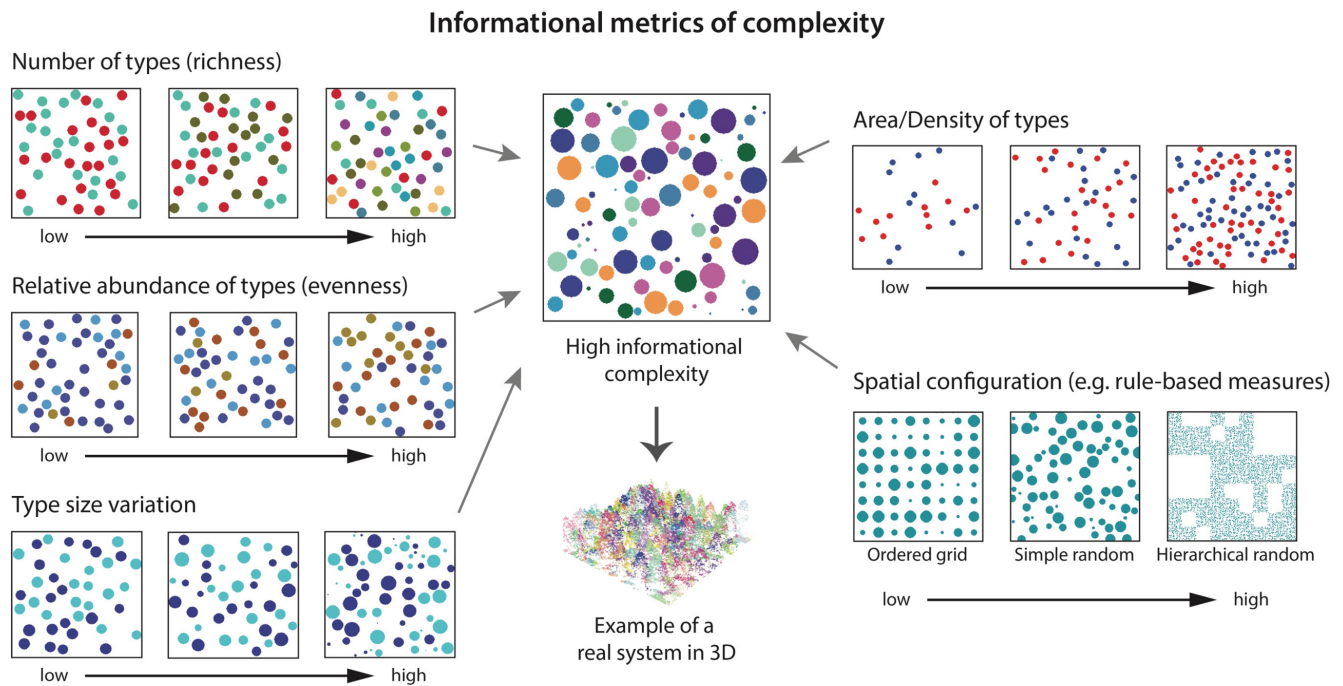 Informational metrics of complexity
Number of types (richness)
low
high
Relative abundance of types (evenness)
low
high
Type size variation
low
high
High informational
complexity
Example of a
real system in 3D
Area/Density of types
low
high
Spatial configuration (e.g. rule-based measures)
Ordered grid
Simple random
Hierarchical random
low
high